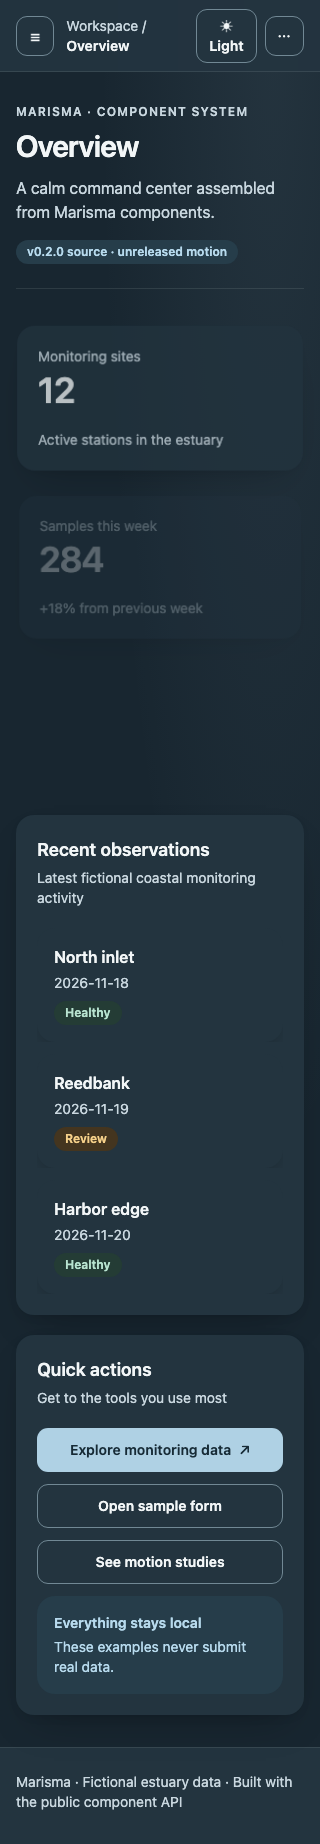 Workspace /
Overview
Light
MARISMA · COMPONENT SYSTEM
Overview
A calm command center assembled
from Marisma components.
v0.2.0 source · unreleased motion
Monitoring sites
12
Active stations in the estuary
Samples this week
284
+18% from previous week
Recent observations
Latest fictional coastal monitoring
activity
North inlet
2026-11-18
Healthy
Reedbank
2026-11-19
Review
Harbor edge
2026-11-20
Healthy
Quick actions
Get to the tools you use most
Explore monitoring data ↗
Open sample form
See motion studies
Everything stays local
These examples never submit
real data.
Marisma · Fictional estuary data · Built with
the public component API